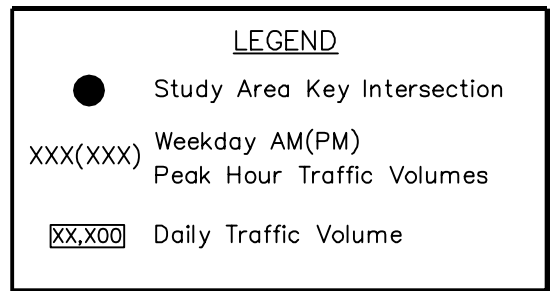 LEGEND
Study Area Key Intersection
XXX(XXX) Weekday AM(PM)
Peak Hour Traffic Volumes
XX,X00 Daily Traffic Volume